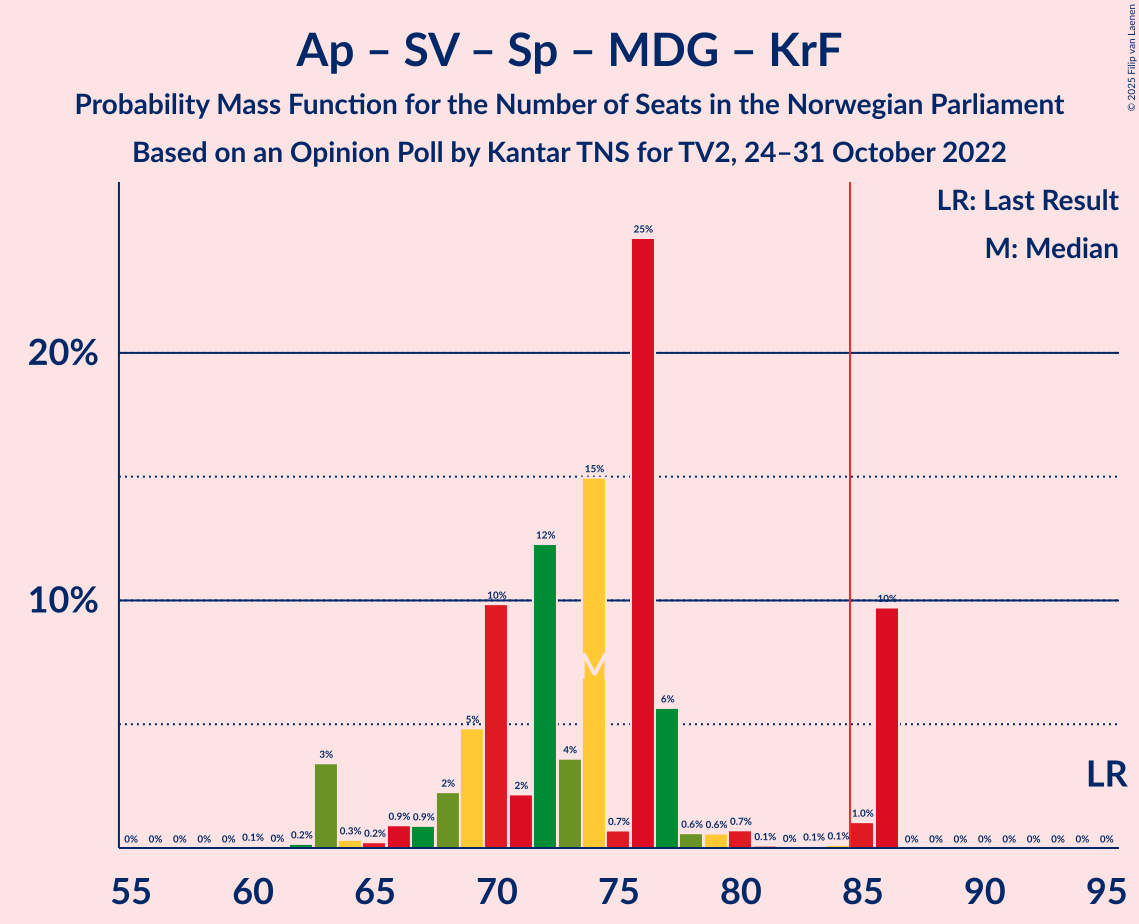 Ap – SV – Sp – MDG – KrF
Probability Mass Function for the Number of Seats in the Norwegian Parliament
Based on an Opinion Poll by Kantar TNS for TV2, 24–31 October 2022
© 2025 Filip van Laenen
LR: Last Result
M: Median
20%
10%
0% 0% 0% 0% 0% 0.1% 0% 0.2% 3% 0.3% 0.2% 0.9% 0.9% 2% 5% 10% 2% 12% 4% 15% 0.7% 25% 6% 0.6% 0.6% 0.7% 0.1% 0% 0.1% 0.1% 1.0% 10% 0% 0% 0% 0% 0% 0% 0% 0% 0%
M
LR
55 60 65 70 75 80 85 90 95